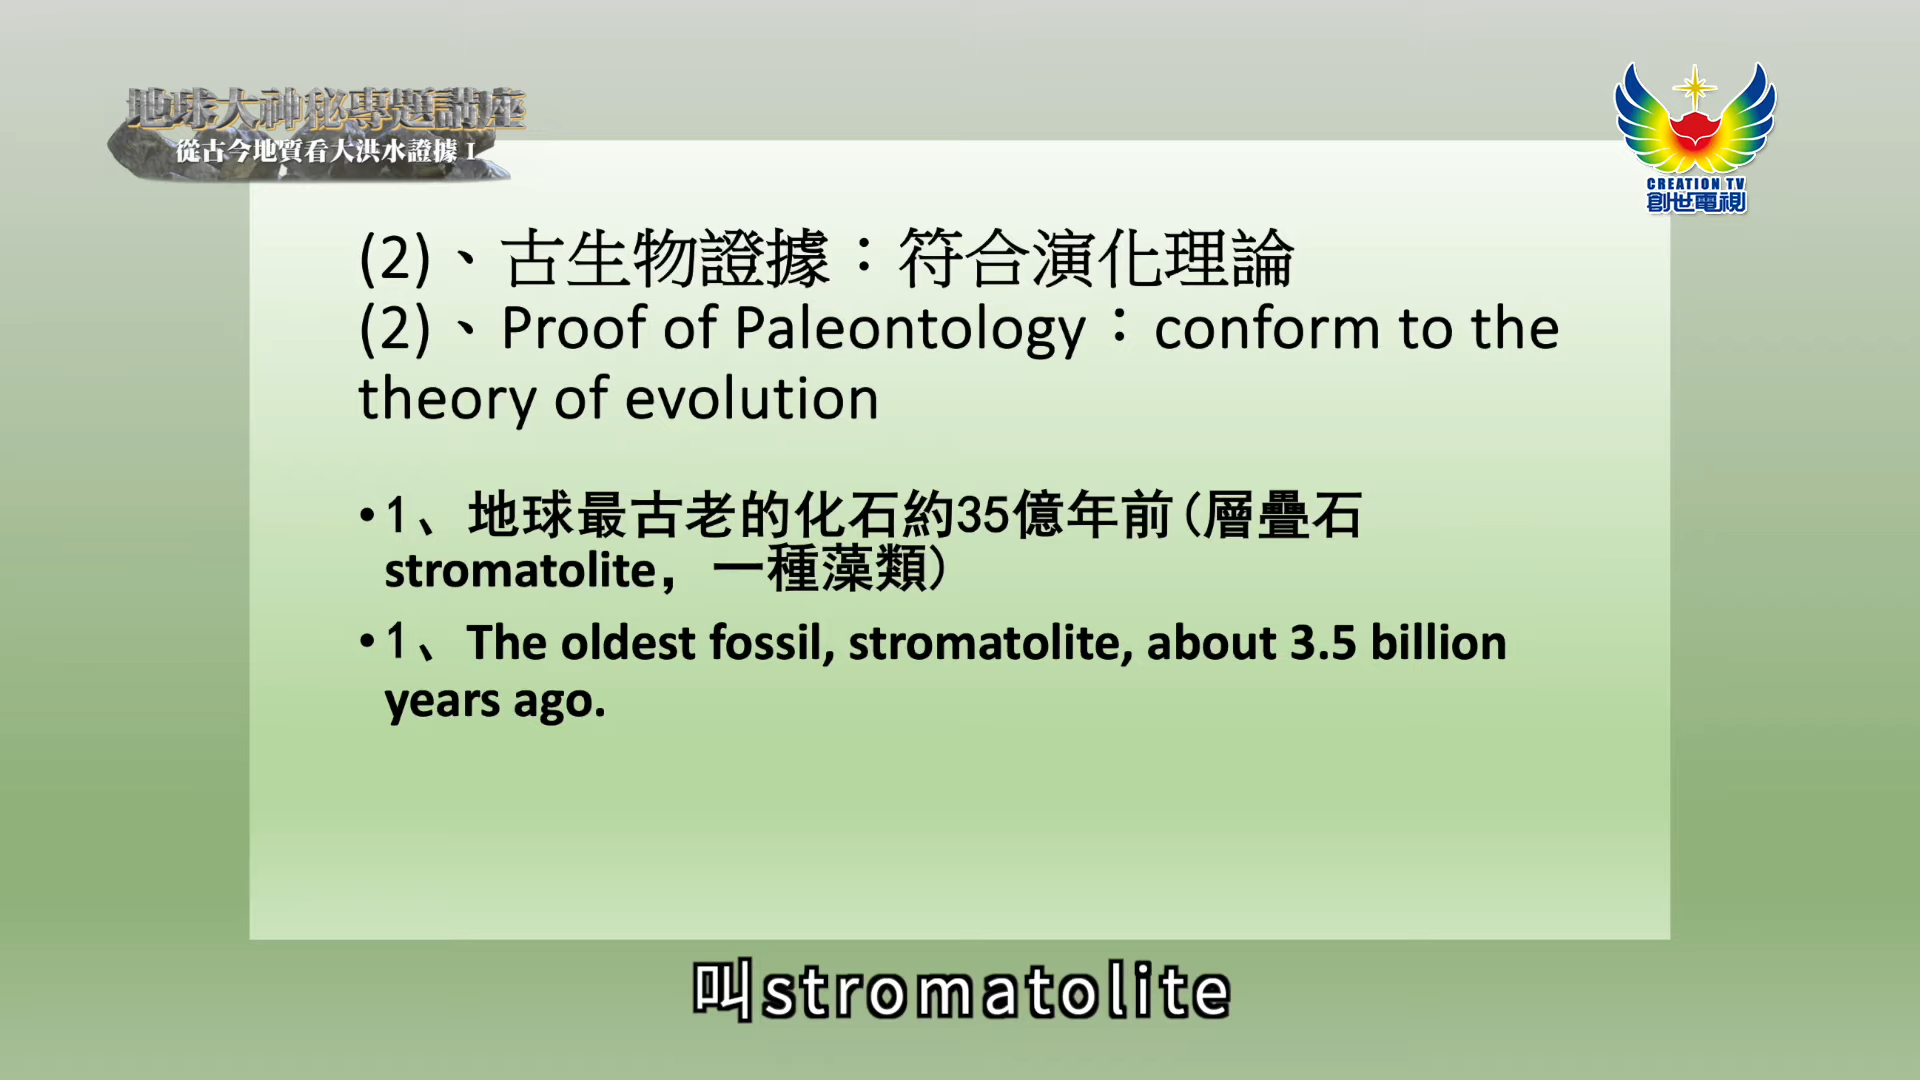 地球大神秘專題講座
從古今地質看大洪水證據 I
CREATION TV
創世電視
(2)、古生物證據：符合演化理論
(2)、Proof of Paleontology：conform to the
theory of evolution
•1、地球最古老的化石約35億年前(層疊石
stromatolite，一種藻類)
•1、The oldest fossil, stromatolite, about 3.5 billion
years ago.
叫stromatolite